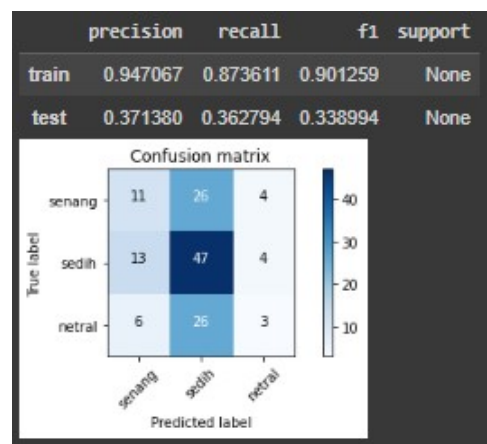 precision recall f1 support
train 0.947067 0.873611 0.901259 None
test 0.371380 0.362794 0.338994 None
Confusion matrix
senang 11 26 4
sedih 13 47 4
netral 6 26 3
40
30
20
10
True label
senang sedih netral
Predicted label